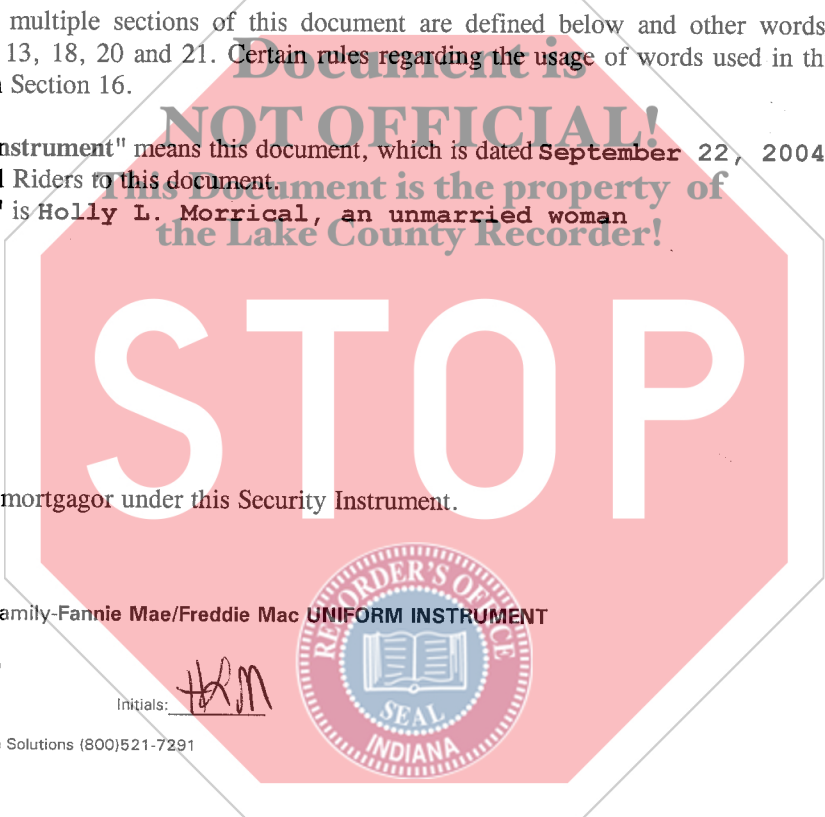 multiple sections of this document are defined below and other words
13, 18, 20 and 21. Certain rules regarding the usage of words used in th
Section 16.
Document is
NOT OFFICIAL!
nstrument" means this document, which is dated September 22, 2004
Riders to this document.
This Document is the property of
" is Holly L. Morrical, an unmarried woman
the Lake County Recorder!
STOP
mortgagor under this Security Instrument.
amily-Fannie Mae/Freddie Mac UNIFORM INSTRUMENT
RECORDER'S OFFICE
SEAL
INDIANA
Initials: HLM
Solutions (800)521-7291